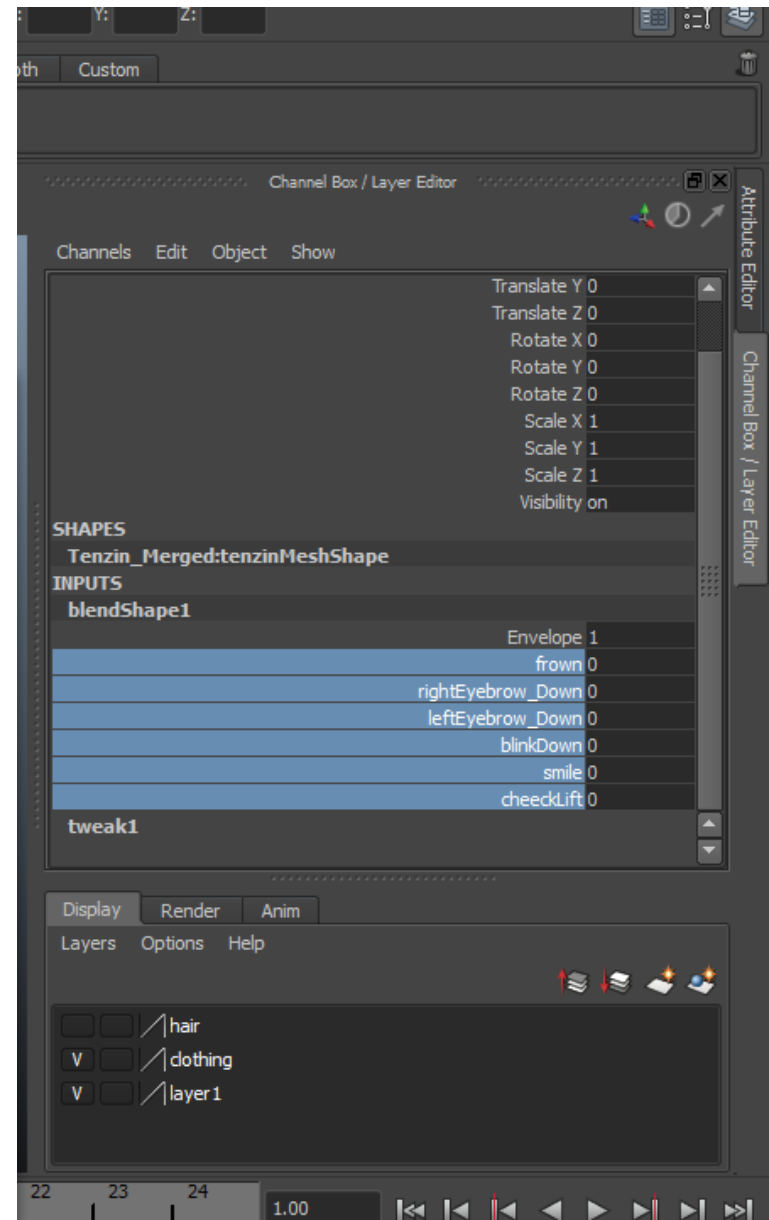 Y: Z:
oth Custom
Channel Box / Layer Editor
Attribute Editor
Channel Box / Layer Editor
Channels Edit Object Show
Translate Y 0
Translate Z 0
Rotate X 0
Rotate Y 0
Rotate Z 0
Scale X 1
Scale Y 1
Scale Z 1
Visibility on
SHAPES
Tenzin_Merged:tenzinMeshShape
INPUTS
blendShape1
Envelope 1
frown 0
rightEyebrow_Down 0
leftEyebrow_Down 0
blinkDown 0
smile 0
cheeckLift 0
tweak1
Display Render Anim
Layers Options Help
hair
V clothing
V layer1
22 23 24
1.00